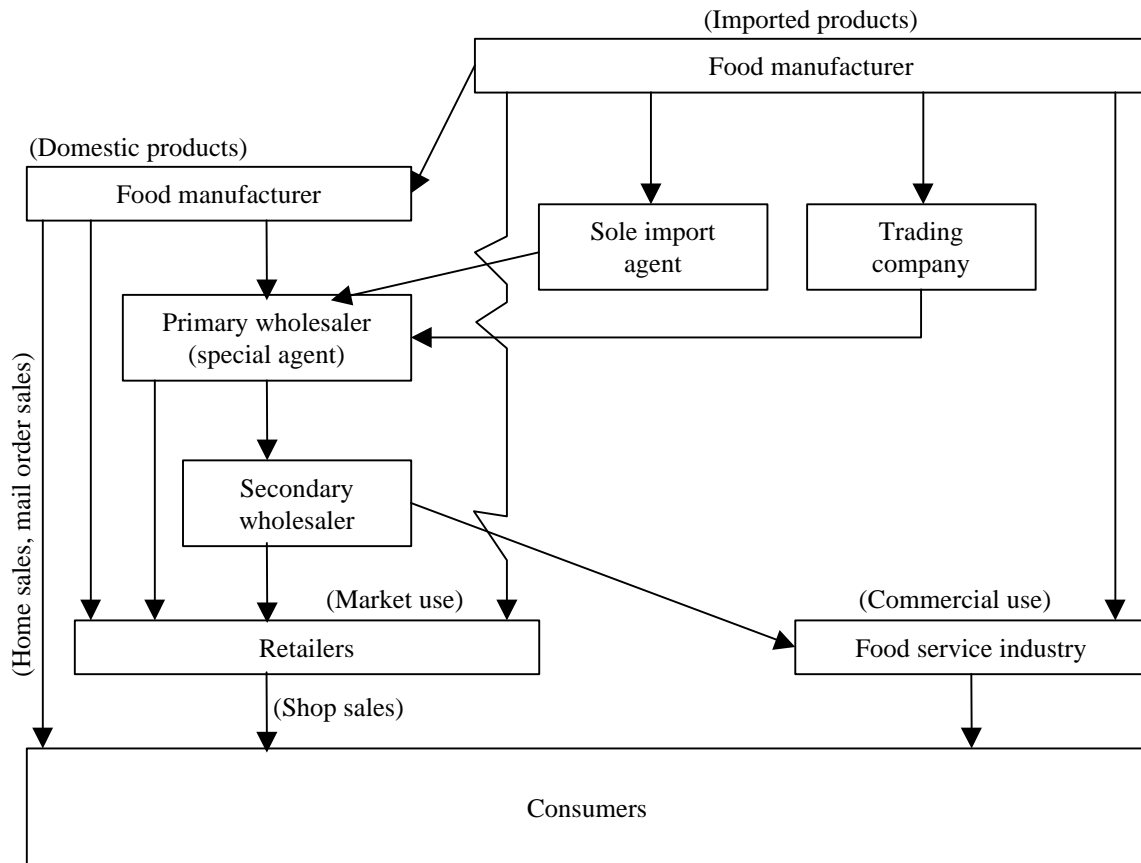 (Imported products)
Food manufacturer
(Domestic products)
Food manufacturer
Sole import
agent
Trading
company
Primary wholesaler
(special agent)
(Home sales, mail order sales)
Secondary
wholesaler
(Market use)
(Commercial use)
Retailers
Food service industry
(Shop sales)
Consumers